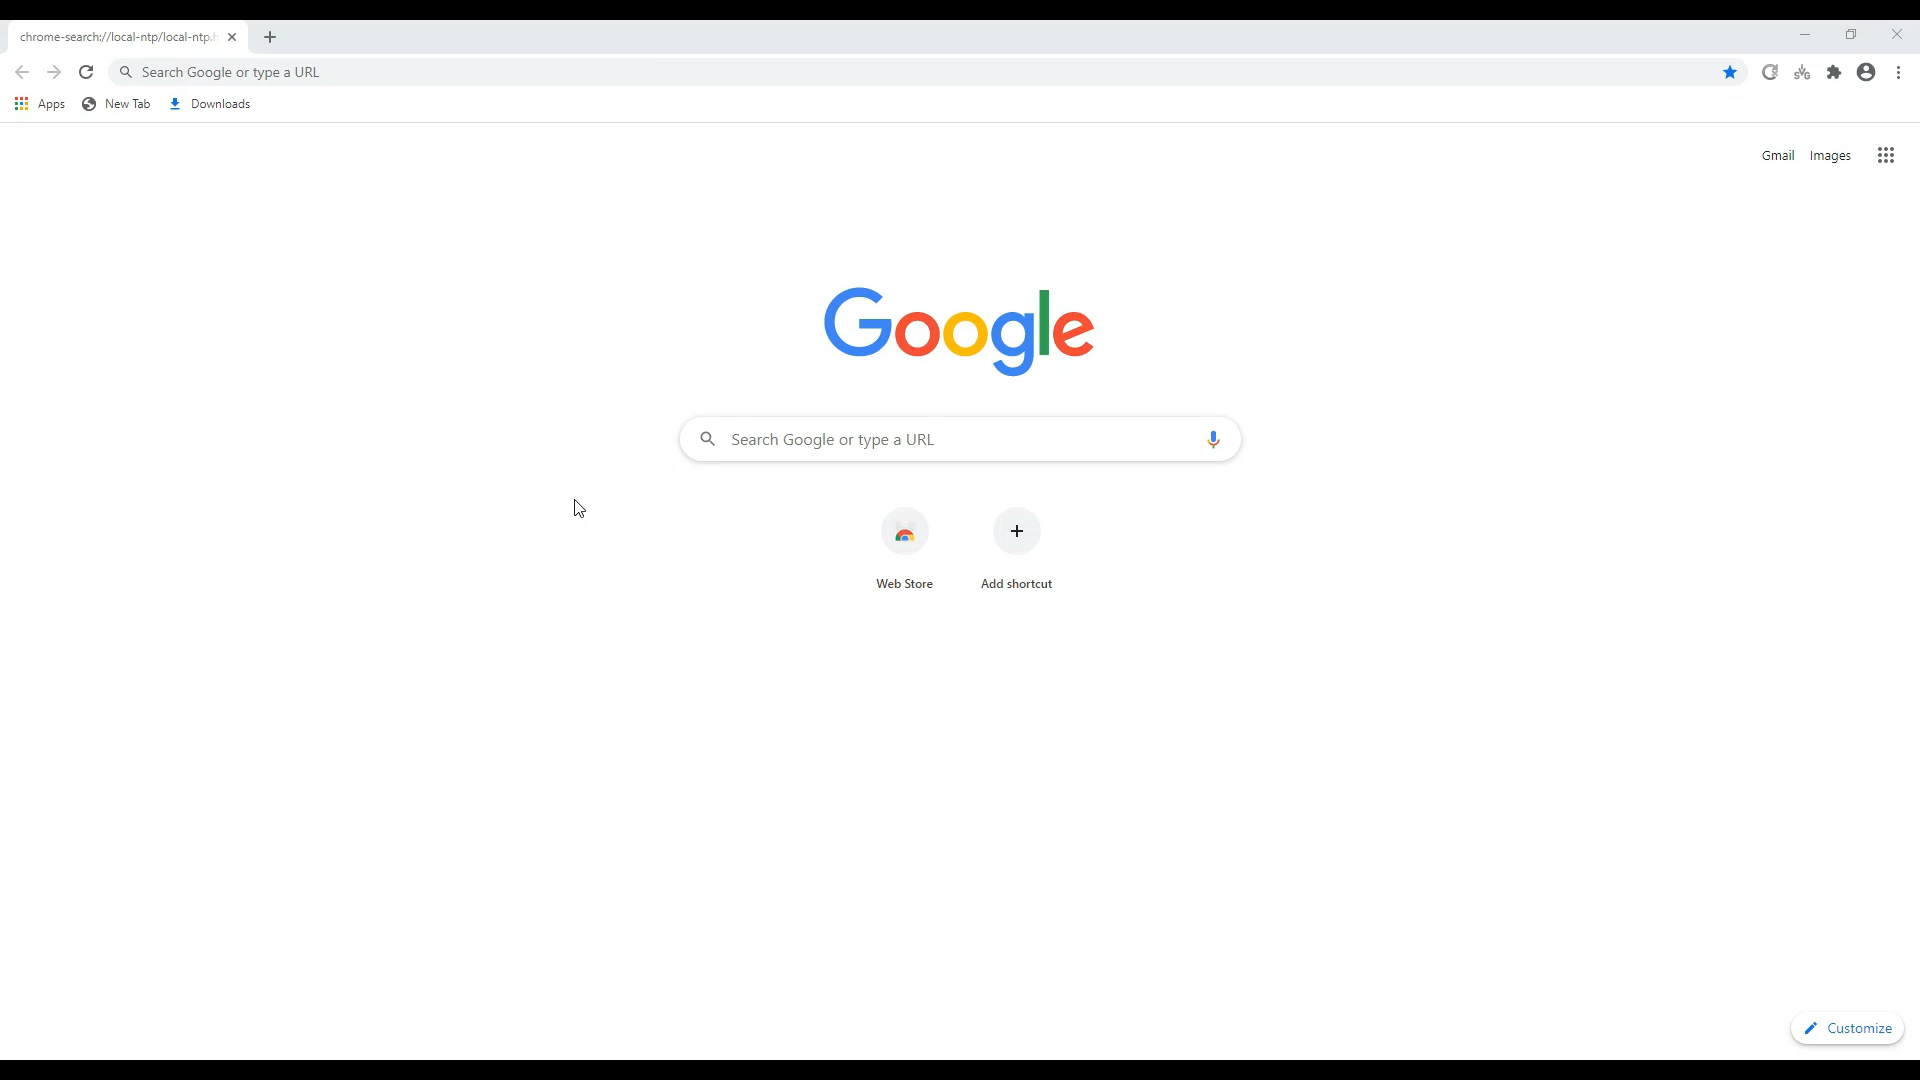 chrome-search://local-ntp/local-ntp.h
Search Google or type a URL
SVG
Apps New Tab Downloads
Gmail Images
Google
Search Google or type a URL
Web Store Add shortcut
Customize